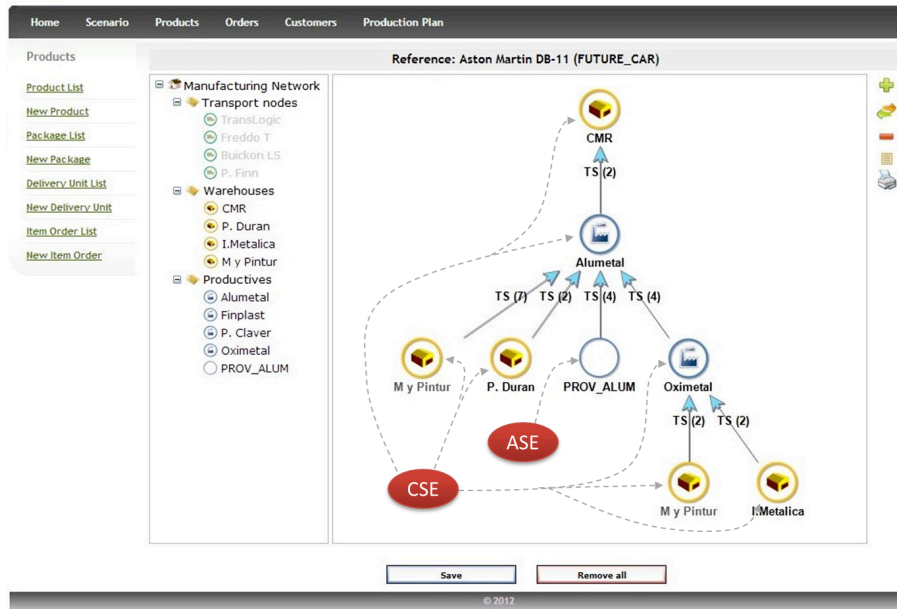 Home Scenario Products Orders Customers Production Plan
Products
Product List
New Product
Package List
New Package
Delivery Unit List
New Delivery Unit
Item Order List
New Item Order
Reference: Aston Martin DB-11 (FUTURE_CAR)
Manufacturing Network
Transport nodes
TransLogic
Freddo T
Buickon LS
P. Finn
Warehouses
CMR
P. Duran
I.Metalica
M y Pintur
Productives
Alumetal
Finplast
P. Claver
Oximetal
PROV_ALUM
CMR
TS (2)
Alumetal
TS (7) TS (2) TS (4) TS (4)
M y Pintur P. Duran PROV_ALUM Oximetal
TS (2) TS (2)
ASE
CSE
M y Pintur I.Metalica
Save Remove all
© 2012